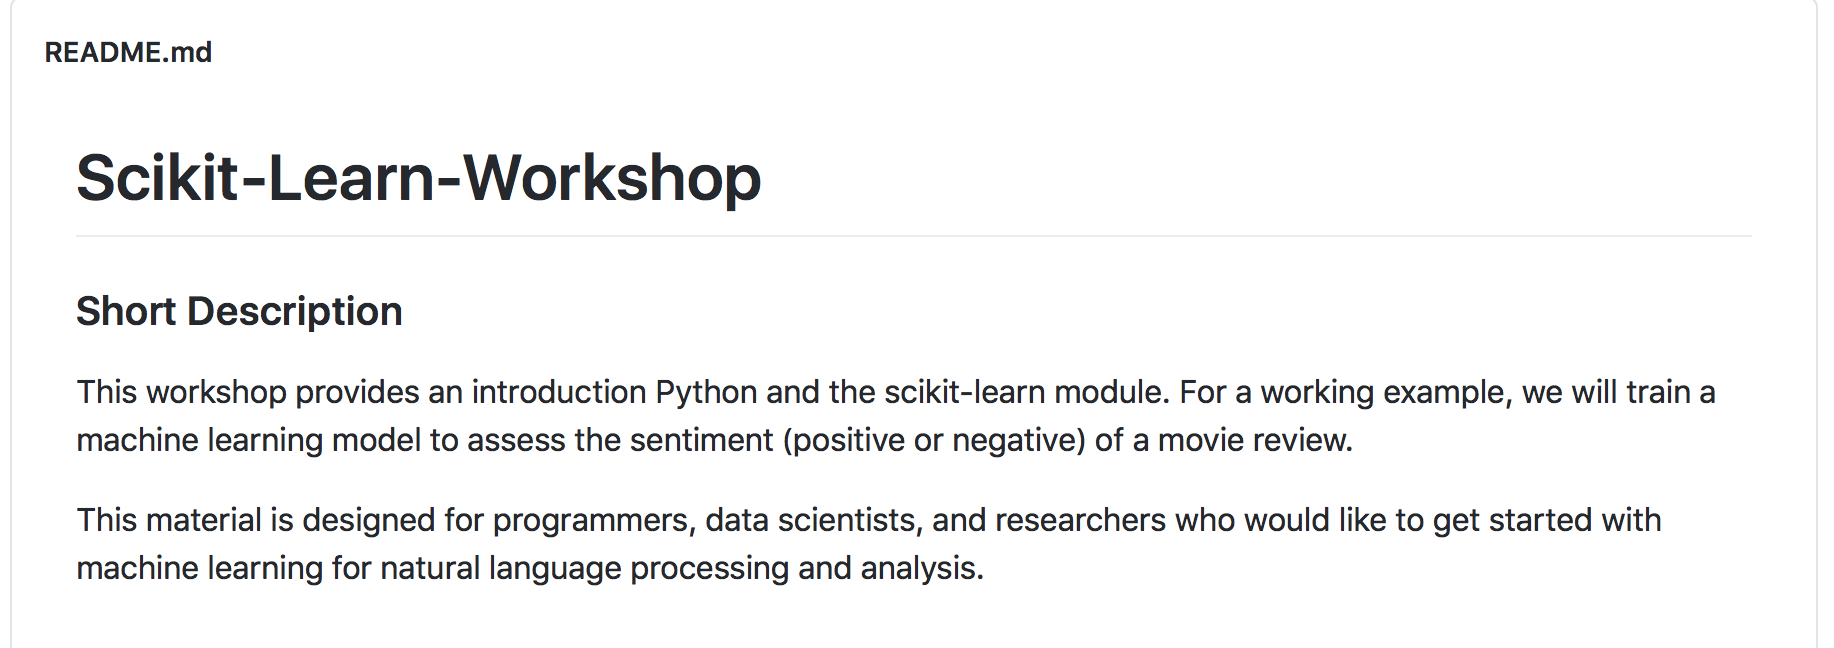 README.md
Scikit-Learn-Workshop
Short Description
This workshop provides an introduction Python and the scikit-learn module. For a working example, we will train a
machine learning model to assess the sentiment (positive or negative) of a movie review.
This material is designed for programmers, data scientists, and researchers who would like to get started with
machine learning for natural language processing and analysis.